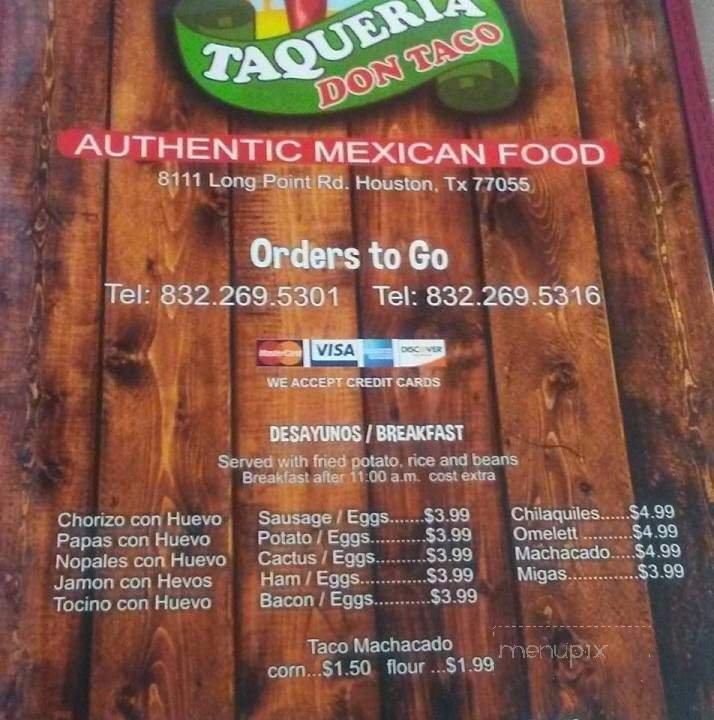 TAQUERIA
DON TACO
AUTHENTIC MEXICAN FOOD
8111 Long Point Rd. Houston, Tx 77055
Orders to Go
Tel: 832.269.5301 Tel: 832.269.5316
MasterCard VISA DISCOVER
WE ACCEPT CREDIT CARDS
DESAYUNOS / BREAKFAST
Served with fried potato, rice and beans
Breakfast after 11:00 a.m. cost extra
Chorizo con Huevo Sausage / Eggs.......$3.99
Papas con Huevo Potato / Eggs...........$3.99
Nopales con Huevo Cactus / Eggs..........$3.99
Jamon con Hevos Ham / Eggs.............$3.99
Tocino con Huevo Bacon / Eggs...........$3.99
Chilaquiles......$4.99
Omelett ..........$4.99
Machacado.....$4.99
Migas..............$3.99
Taco Machacado
corn...$1.50 flour ...$1.99
menupix